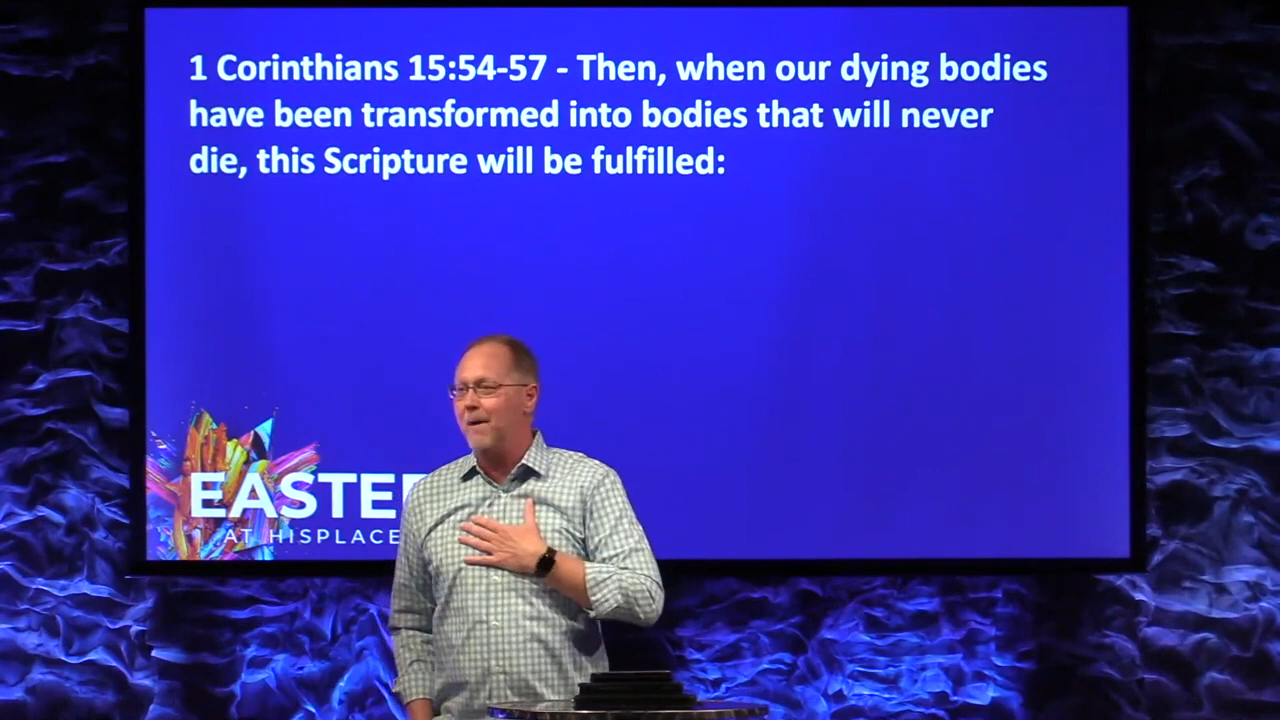 1 Corinthians 15:54-57 - Then, when our dying bodies
have been transformed into bodies that will never
die, this Scripture will be fulfilled:
EASTE
AT HISPLACE